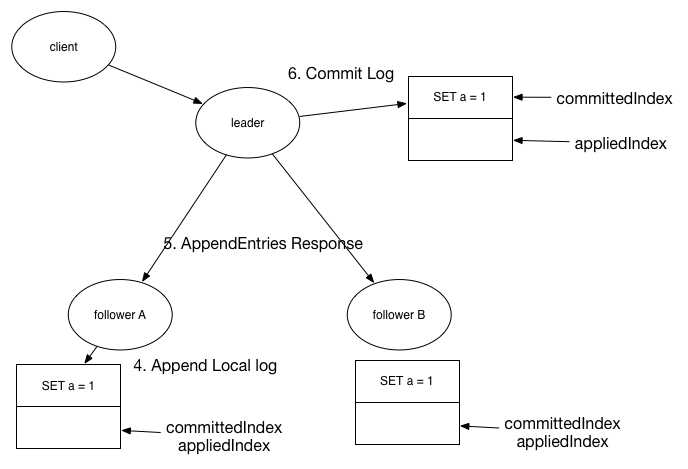 client
6. Commit Log
SET a = 1
committedIndex
leader
appliedIndex
5. AppendEntries Response
follower A
follower B
4. Append Local log
SET a = 1
SET a = 1
committedIndex
appliedIndex
committedIndex
appliedIndex